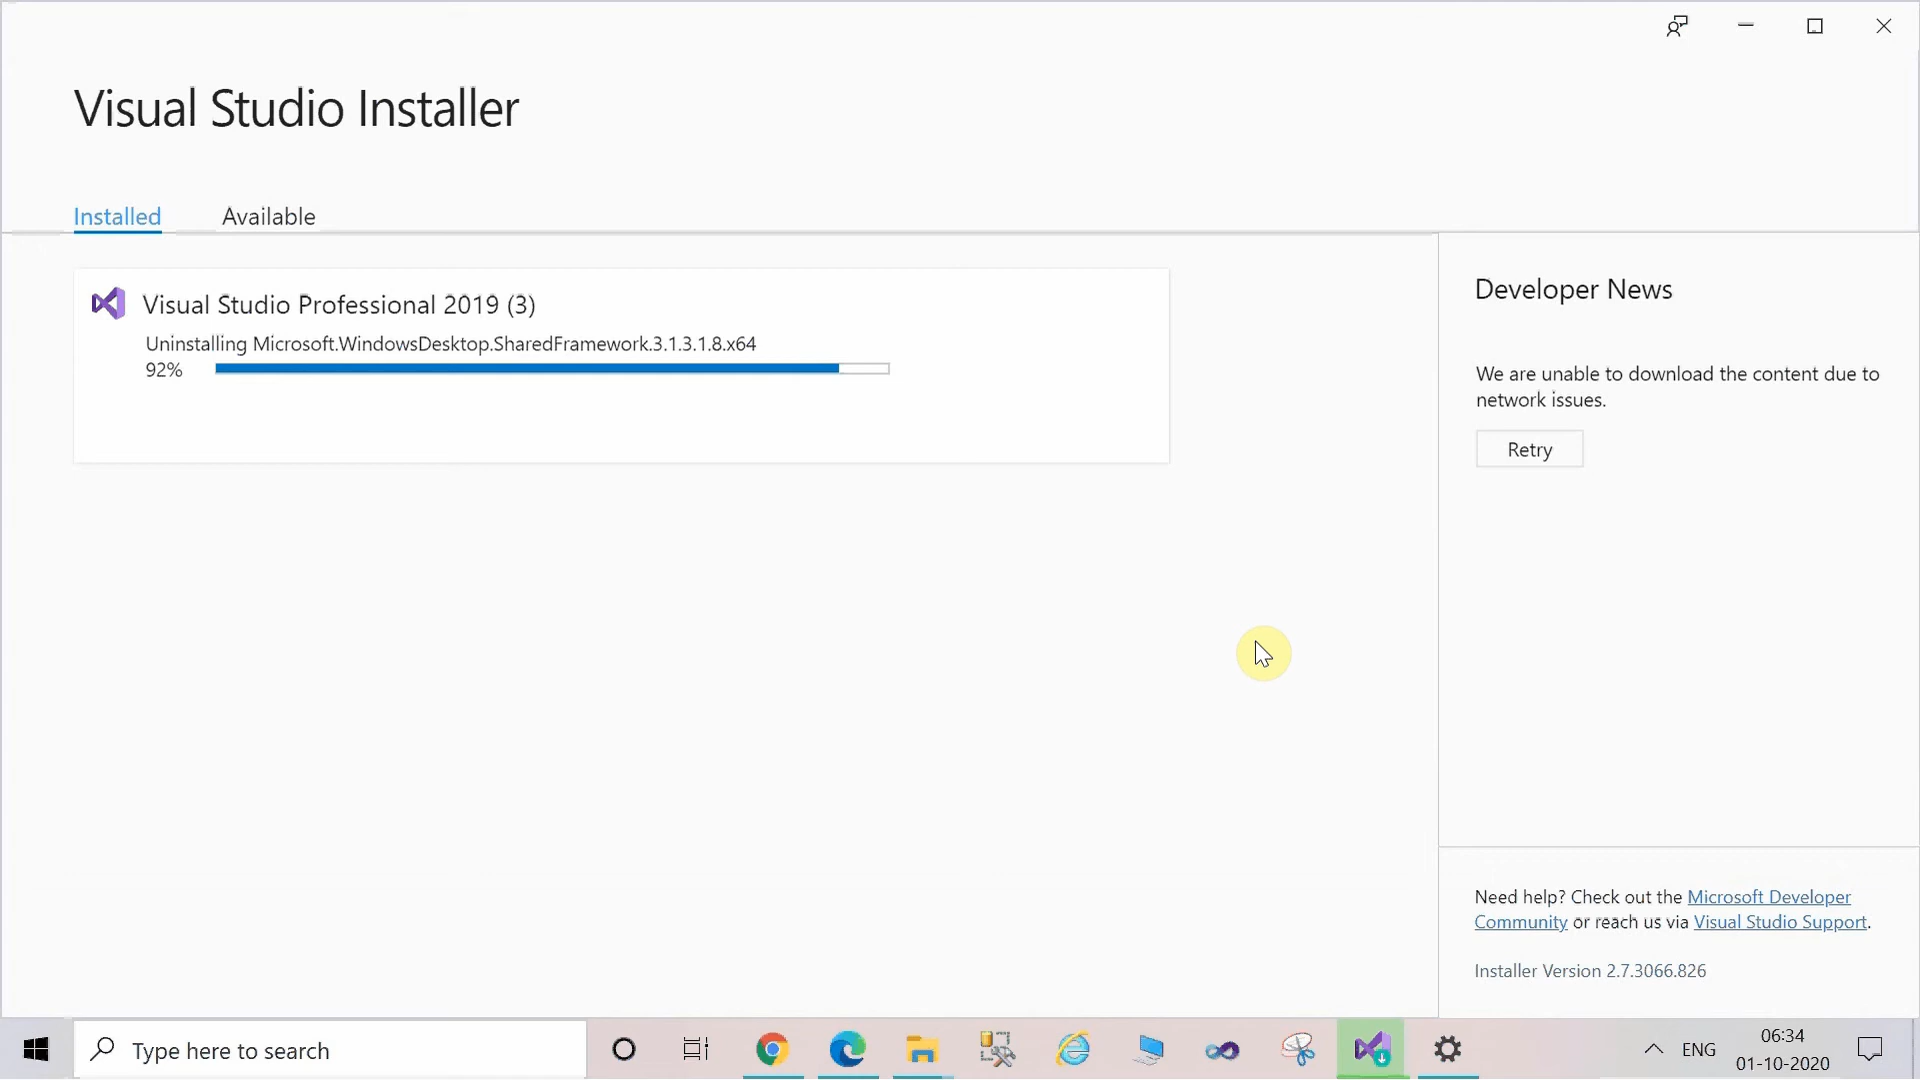 Visual Studio Installer
Installed
Available
Visual Studio Professional 2019 (3)
Uninstalling Microsoft.WindowsDesktop.SharedFramework.3.1.3.1.8.x64
92%
Developer News
We are unable to download the content due to
network issues.
Retry
Need help? Check out the Microsoft Developer
Community or reach us via Visual Studio Support.
Installer Version 2.7.3066.826
Type here to search
ENG
06:34
01-10-2020